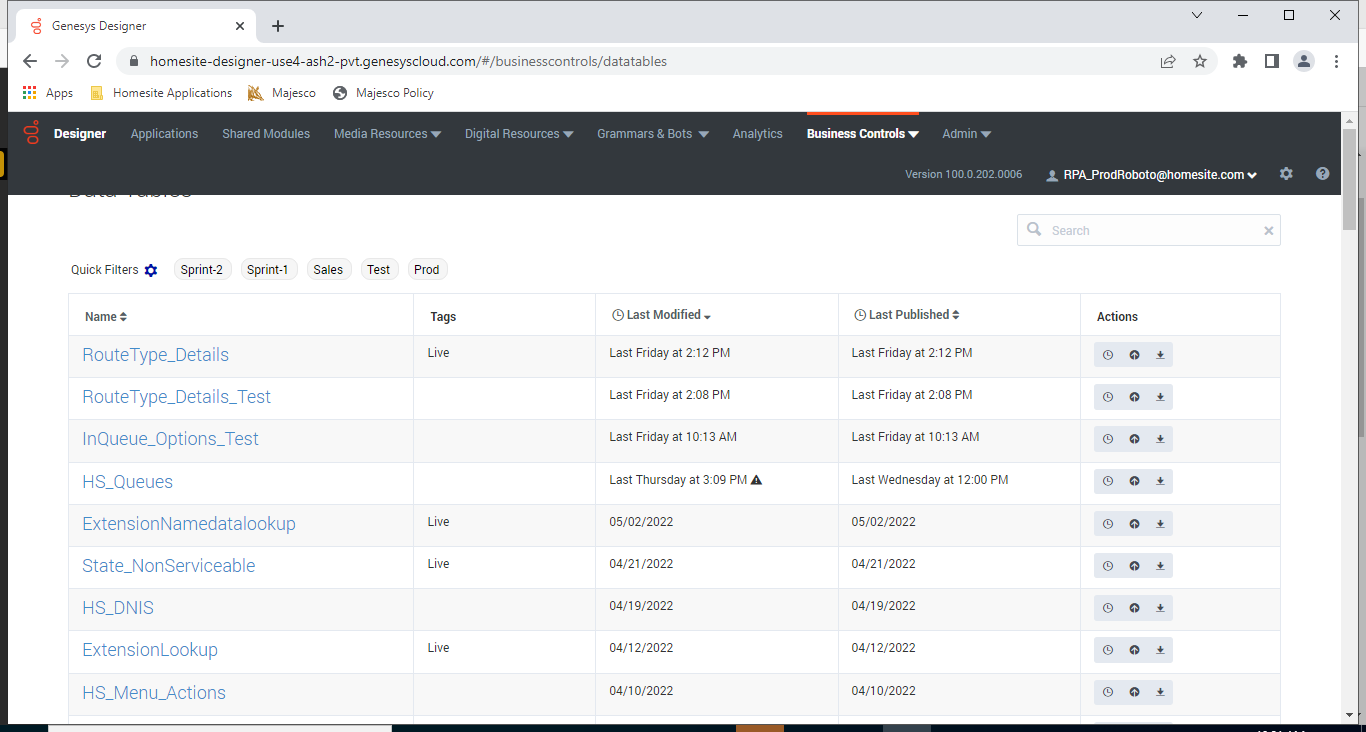 Genesys Designer
homesite-designer-use4-ash2-pvt.genesyscloud.com/#/businesscontrols/datatables
Apps Homesite Applications Majesco Majesco Policy
Designer Applications Shared Modules Media Resources Digital Resources Grammars & Bots Analytics Business Controls Admin
Version 100.0.202.0006 RPA_ProdRoboto@homesite.com
Data Tables
Search
Quick Filters Sprint-2 Sprint-1 Sales Test Prod
Name Tags Last Modified Last Published Actions
RouteType_Details Live Last Friday at 2:12 PM Last Friday at 2:12 PM
RouteType_Details_Test Last Friday at 2:08 PM Last Friday at 2:08 PM
InQueue_Options_Test Last Friday at 10:13 AM Last Friday at 10:13 AM
HS_Queues Last Thursday at 3:09 PM Last Wednesday at 12:00 PM
ExtensionNamedatalookup Live 05/02/2022 05/02/2022
State_NonServiceable Live 04/21/2022 04/21/2022
HS_DNIS 04/19/2022 04/19/2022
ExtensionLookup Live 04/12/2022 04/12/2022
HS_Menu_Actions 04/10/2022 04/10/2022